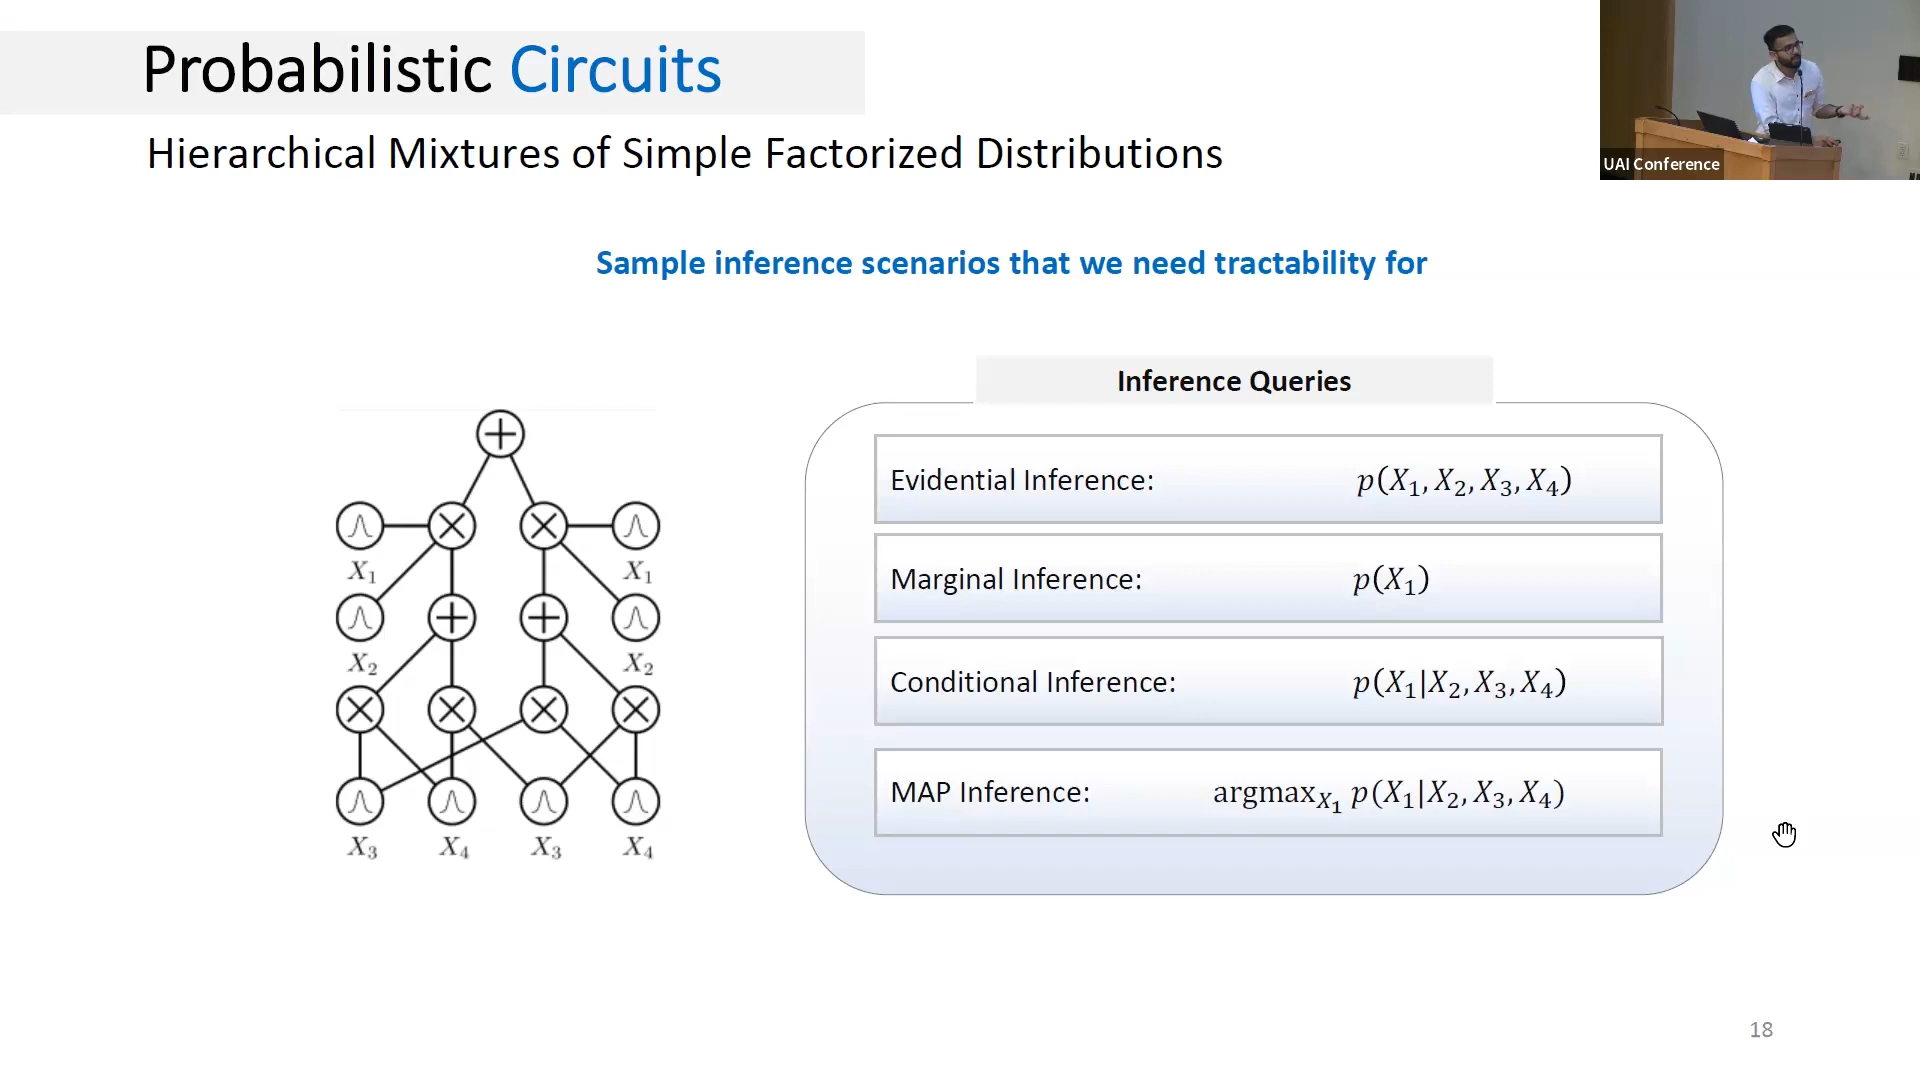 Probabilistic Circuits
Hierarchical Mixtures of Simple Factorized Distributions
UAI Conference
Sample inference scenarios that we need tractability for
Inference Queries
Evidential Inference: p(X₁, X₂, X₃, X₄)
Marginal Inference: p(X₁)
Conditional Inference: p(X₁|X₂, X₃, X₄)
MAP Inference: argmax_X₁ p(X₁|X₂, X₃, X₄)
X₁ X₁
X₂ X₂
X₃ X₄ X₃ X₄
18